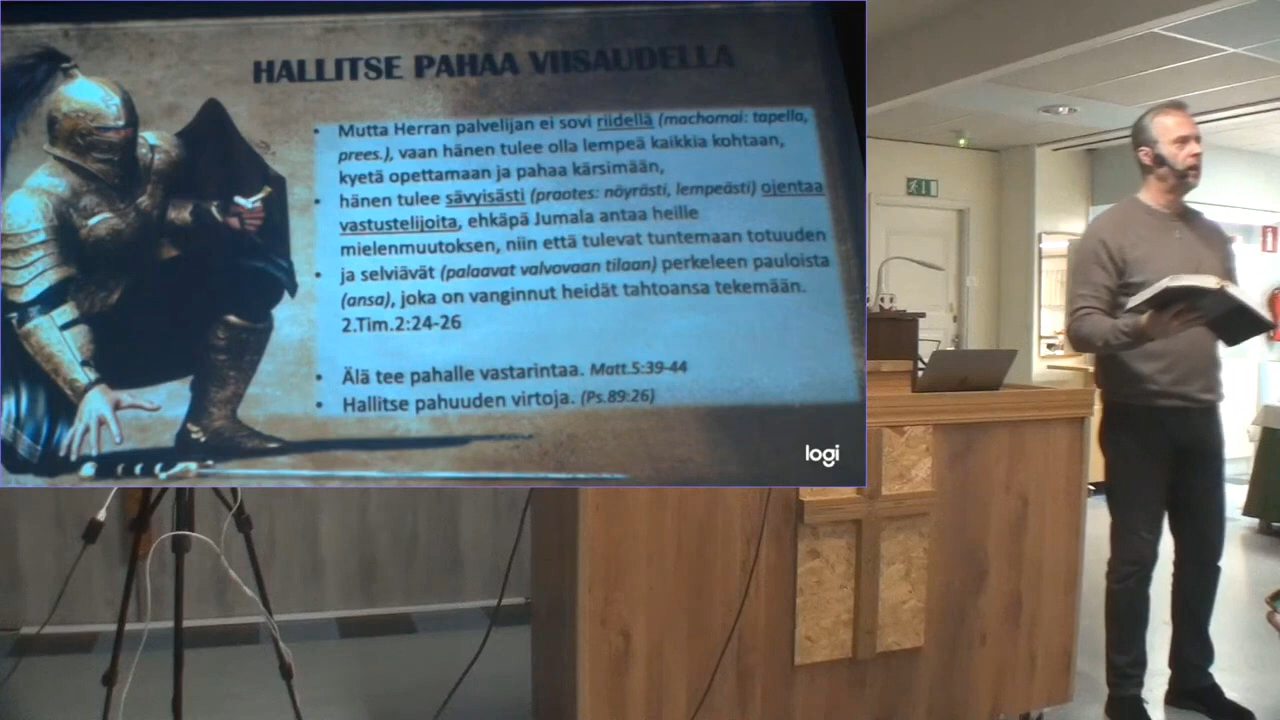 HALLITSE PAHAA VIISAUDELLA
• Mutta Herran palvelijan ei sovi riidellä (machomai: tapella,
prees.), vaan hänen tulee olla lempeä kaikkia kohtaan,
kyetä opettamaan ja pahaa kärsimään,
• hänen tulee sävyisästi (praotes: nöyrästi, lempeästi) ojentaa
vastustelijoita, ehkäpä Jumala antaa heille
mielenmuutoksen, niin että tulevat tuntemaan totuuden
• ja selviävät (palaavat valvovaan tilaan) perkeleen pauloista
(ansa), joka on vanginnut heidät tahtoansa tekemään.
2.Tim.2:24-26
• Älä tee pahalle vastarintaa. Matt.5:39-44
• Hallitse pahuuden virtoja. (Ps.89:26)
logi